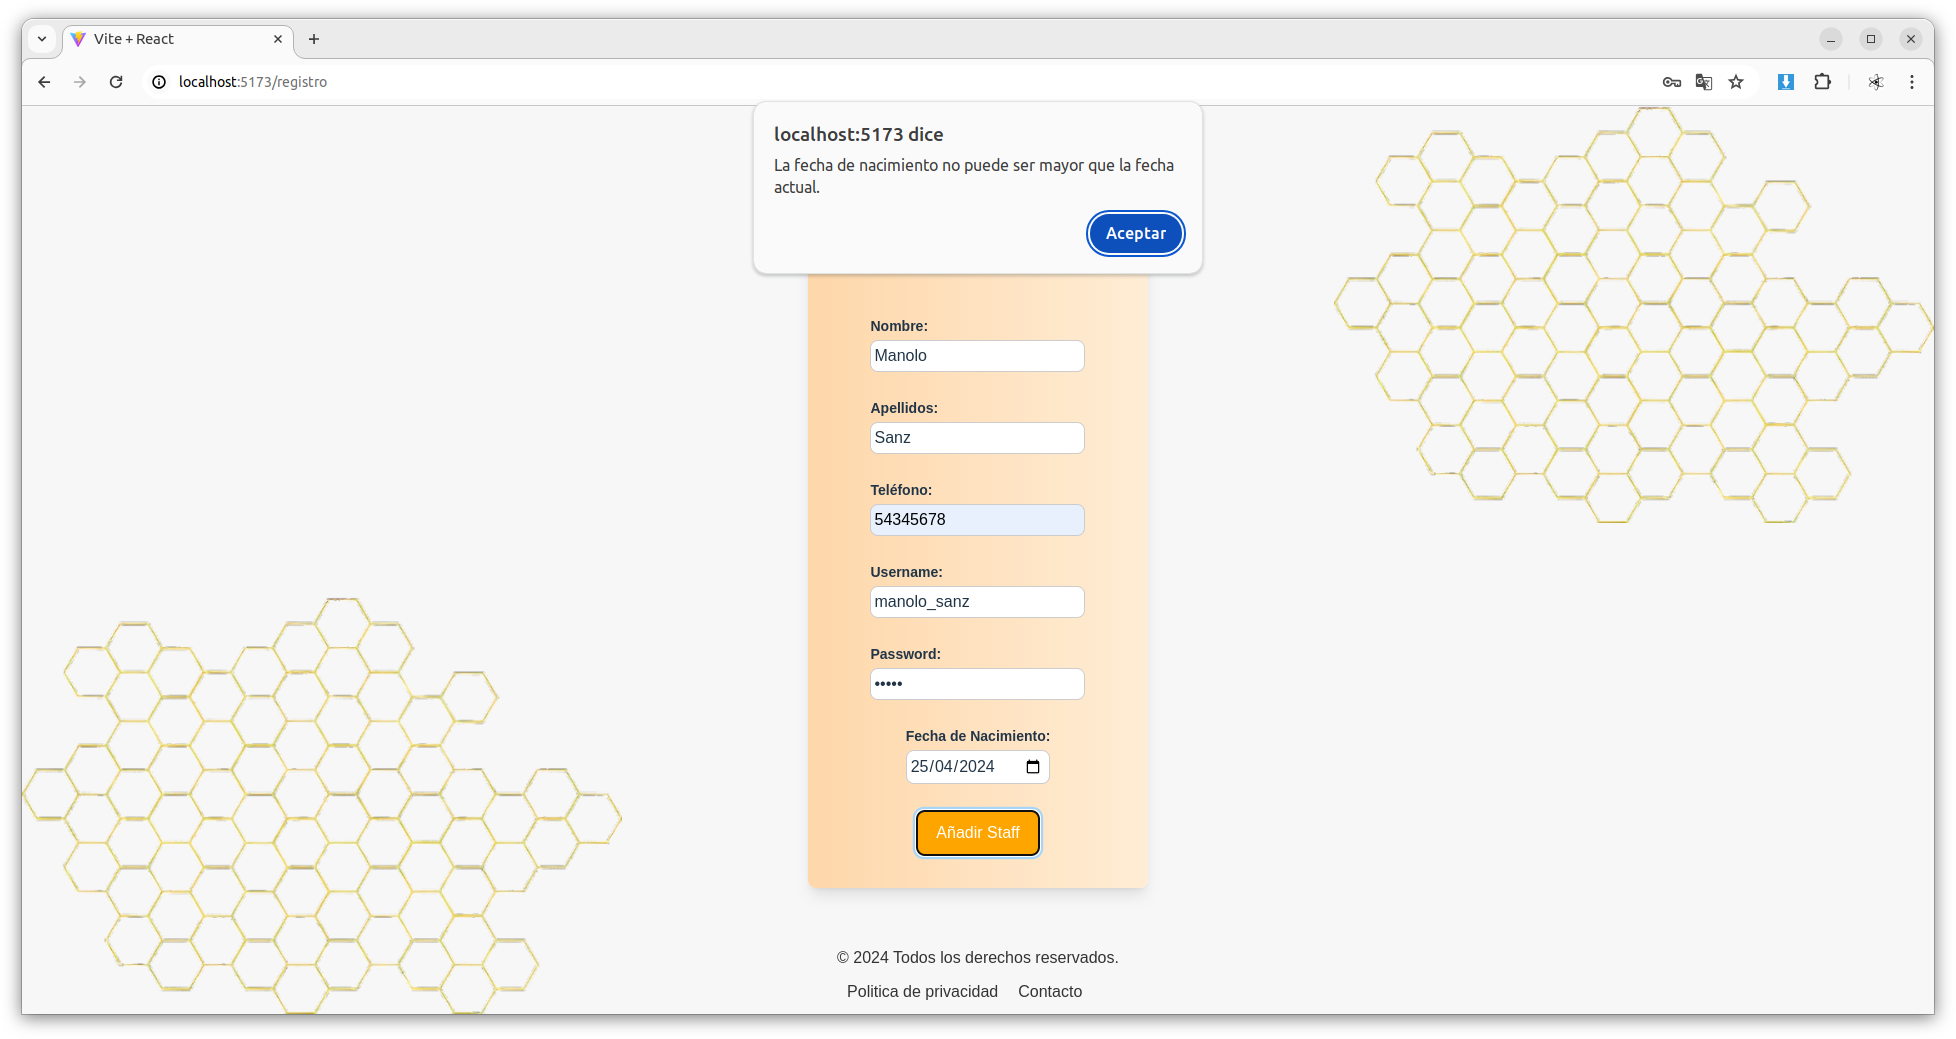 Vite + React
localhost:5173/registro
localhost:5173 dice
La fecha de nacimiento no puede ser mayor que la fecha
actual.
Aceptar
Nombre:
Manolo
Apellidos:
Sanz
Teléfono:
54345678
Username:
manolo_sanz
Password:
•••••
Fecha de Nacimiento:
25/04/2024
Añadir Staff
© 2024 Todos los derechos reservados.
Politica de privacidad Contacto